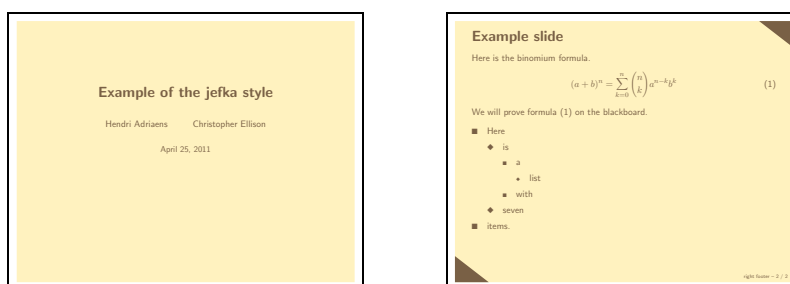 Example of the jefka style
Hendri Adriaens Christopher Ellison
April 25, 2011
Example slide
Here is the binomium formula.
(a + b)^n = ∑_{k=0}^{n} \binom{n}{k} a^{n−k} b^k (1)
We will prove formula (1) on the blackboard.
■ Here
◆ is
■ a
• list
■ with
◆ seven
■ items.
right footer – 2 / 2